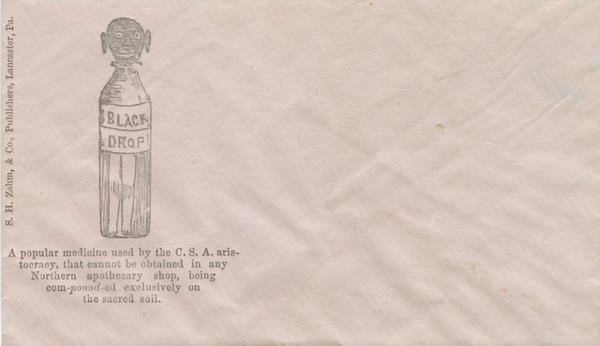 S. H. Zahm, & Co., Publishers, Lancaster, Pa.
BLACK
DROP
A popular medicine used by the C. S. A. aris-
tocracy, that cannot be obtained in any
Northern apothecary shop, being
com-pound-ed exclusively on
the sacred soil.